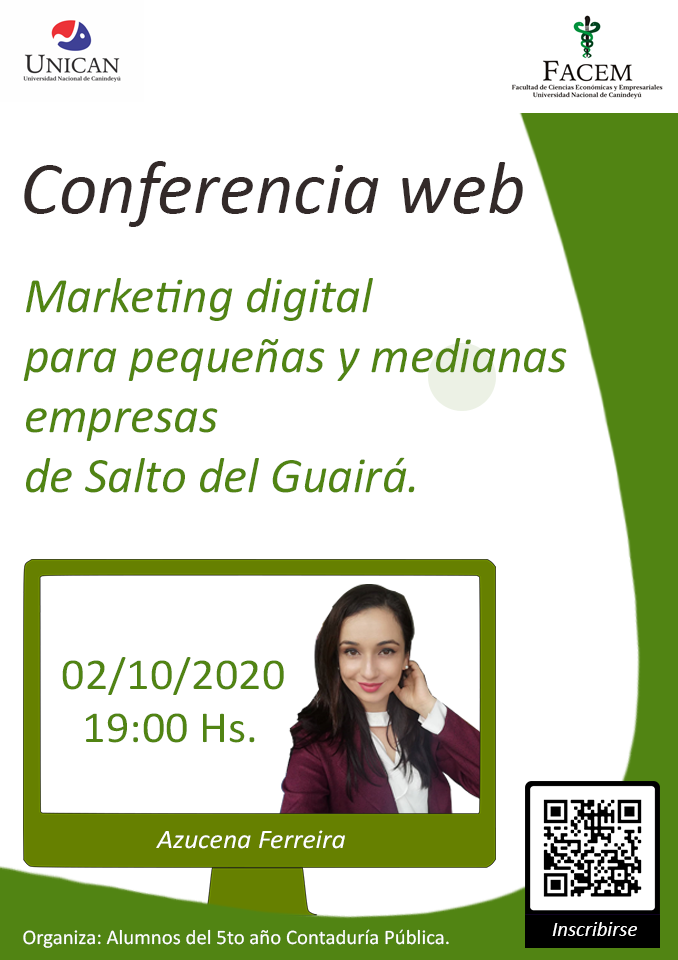 UNICAN
Universidad Nacional de Canindeyú
FACEM
Facultad de Ciencias Económicas y Empresariales
Universidad Nacional de Canindeyú
Conferencia web
Marketing digital
para pequeñas y medianas
empresas
de Salto del Guairá.
02/10/2020
19:00 Hs.
Azucena Ferreira
Inscribirse
Organiza: Alumnos del 5to año Contaduría Pública.